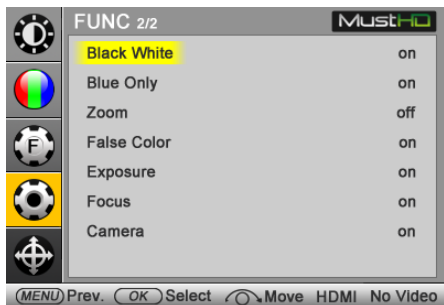 FUNC 2/2 MustHD
Black White on
Blue Only on
Zoom off
False Color on
Exposure on
Focus on
Camera on
F
(MENU) Prev. OK Select Move HDMI No Video